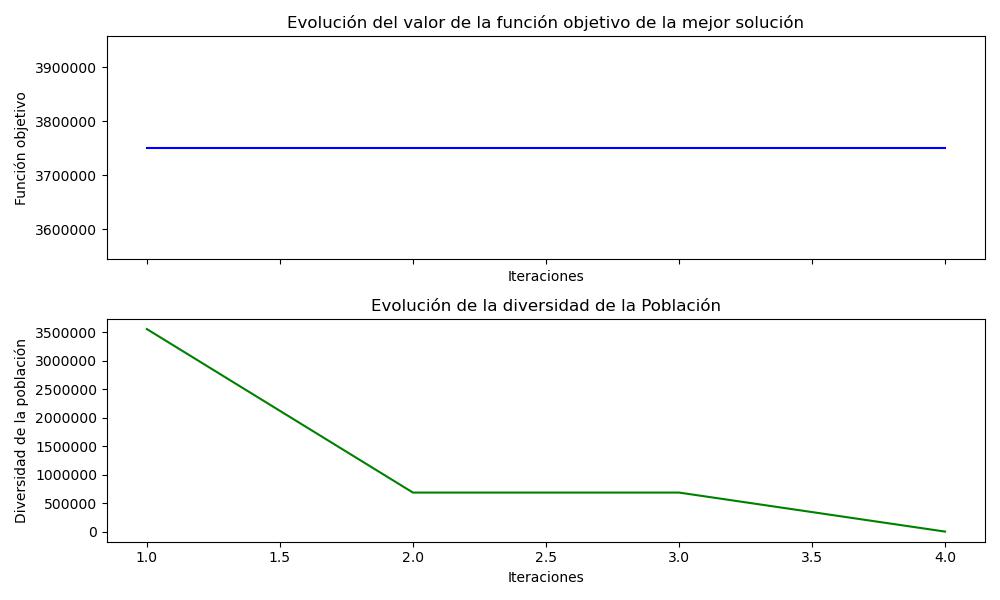 Evolución del valor de la función objetivo de la mejor solución
3900000
3800000
3700000
3600000
Función objetivo
Iteraciones
Evolución de la diversidad de la Población
3500000
3000000
2500000
2000000
1500000
1000000
500000
0
Diversidad de la población
1.0 1.5 2.0 2.5 3.0 3.5 4.0
Iteraciones